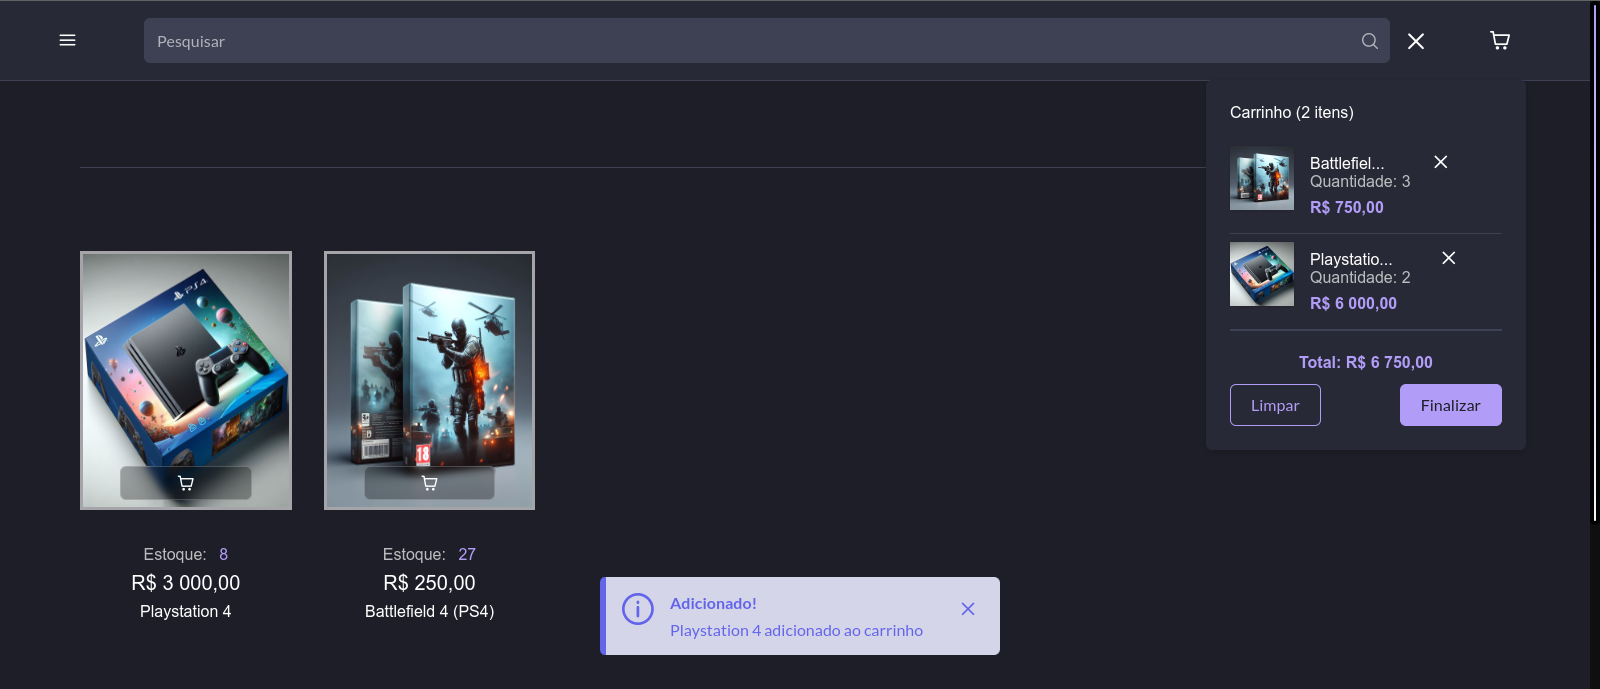 Pesquisar
Carrinho (2 itens)
Battlefiel...
Quantidade: 3
R$ 750,00
Playstatio...
Quantidade: 2
R$ 6 000,00
Total: R$ 6 750,00
Limpar
Finalizar
PS4
18
Estoque: 8
R$ 3 000,00
Playstation 4
Estoque: 27
R$ 250,00
Battlefield 4 (PS4)
Adicionado!
Playstation 4 adicionado ao carrinho